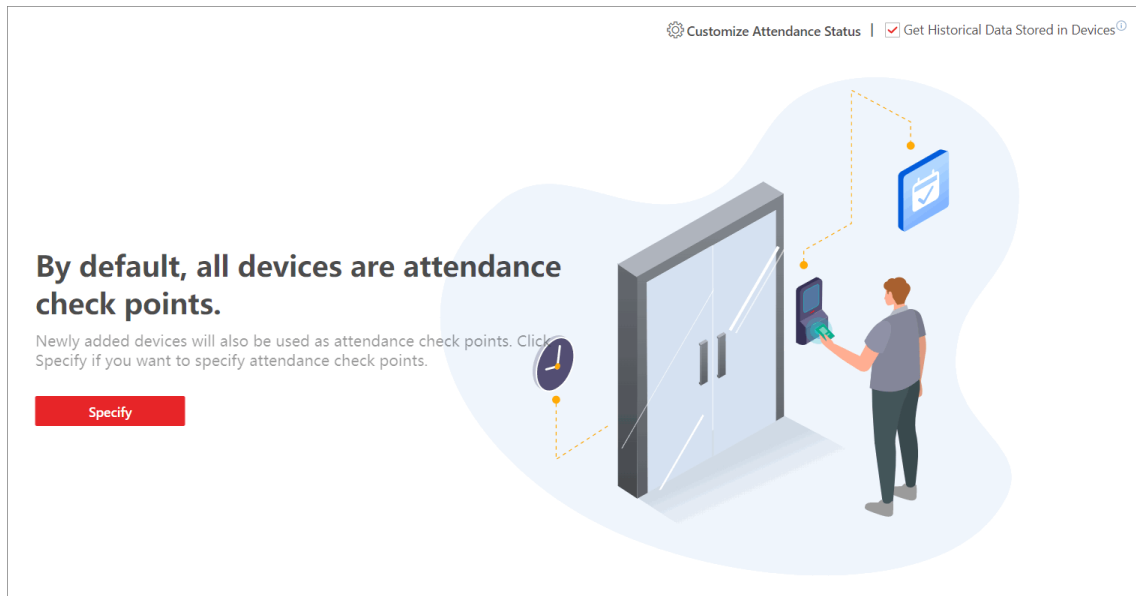 Customize Attendance Status | Get Historical Data Stored in Devices
By default, all devices are attendance
check points.
Newly added devices will also be used as attendance check points. Click
Specify if you want to specify attendance check points.
Specify